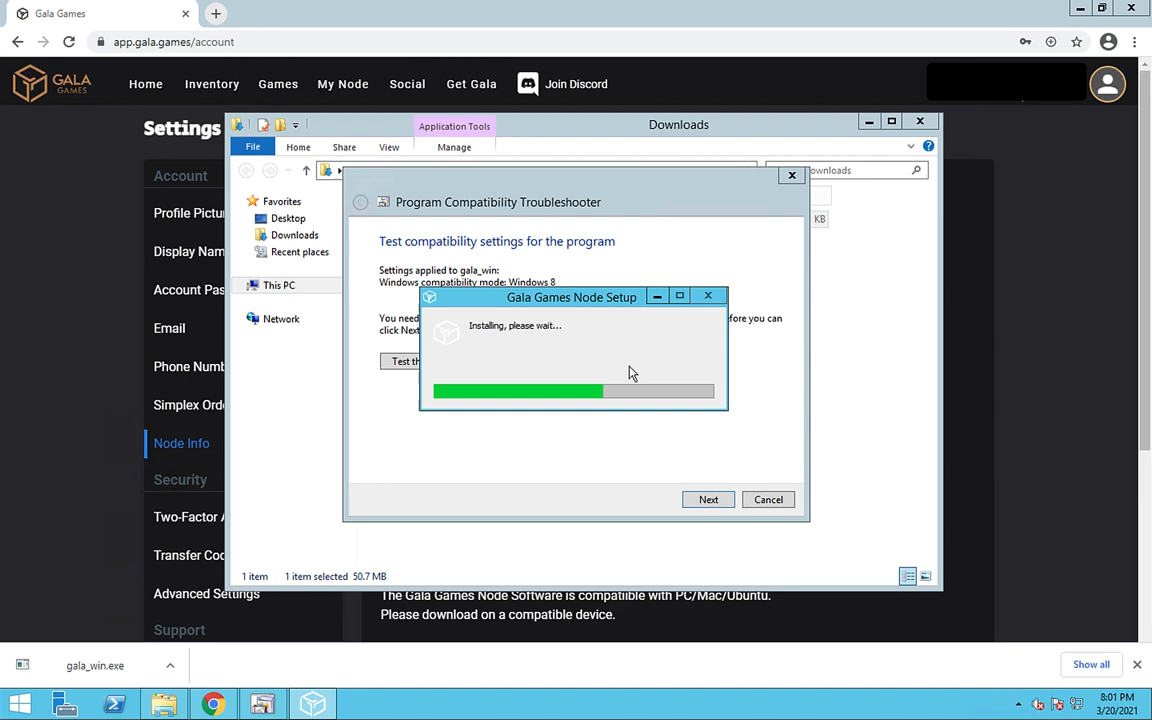 Gala Games
app.gala.games/account
GALA
GAMES
Home
Inventory
Games
My Node
Social
Get Gala
Join Discord
Settings
Account
Profile Pictu
Display Nam
Account Pas
Email
Phone Numb
Simplex Orde
Node Info
Security
Two-Factor A
Transfer Cod
Advanced Settings
Support
Application Tools
Downloads
File
Home
Share
View
Manage
ownloads
Favorites
Desktop
Downloads
Recent places
This PC
Network
KB
Program Compatibility Troubleshooter
Test compatibility settings for the program
Settings applied to gala_win:
Windows compatibility mode: Windows 8
You need
fore you can
click Next
Test th
Gala Games Node Setup
Installing, please wait...
Next
Cancel
1 item
1 item selected 50.7 MB
The Gala Games Node Software is compatible with PC/Mac/Ubuntu.
Please download on a compatible device.
gala_win.exe
Show all
8:01 PM
3/20/2021